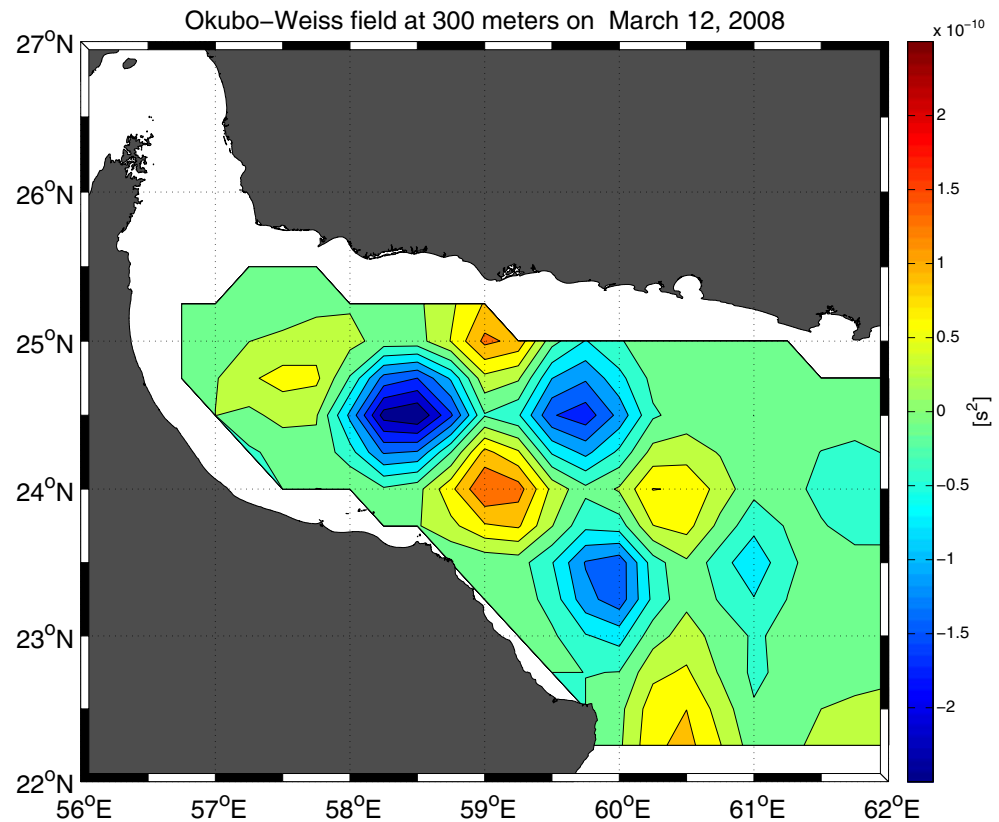 Okubo−Weiss field at 300 meters on  March 12, 2008
x 10⁻¹⁰
27°N
26°N
25°N
24°N
23°N
22°N
56°E
57°E
58°E
59°E
60°E
61°E
62°E
2
1.5
1
0.5
0
−0.5
−1
−1.5
−2
[s²]